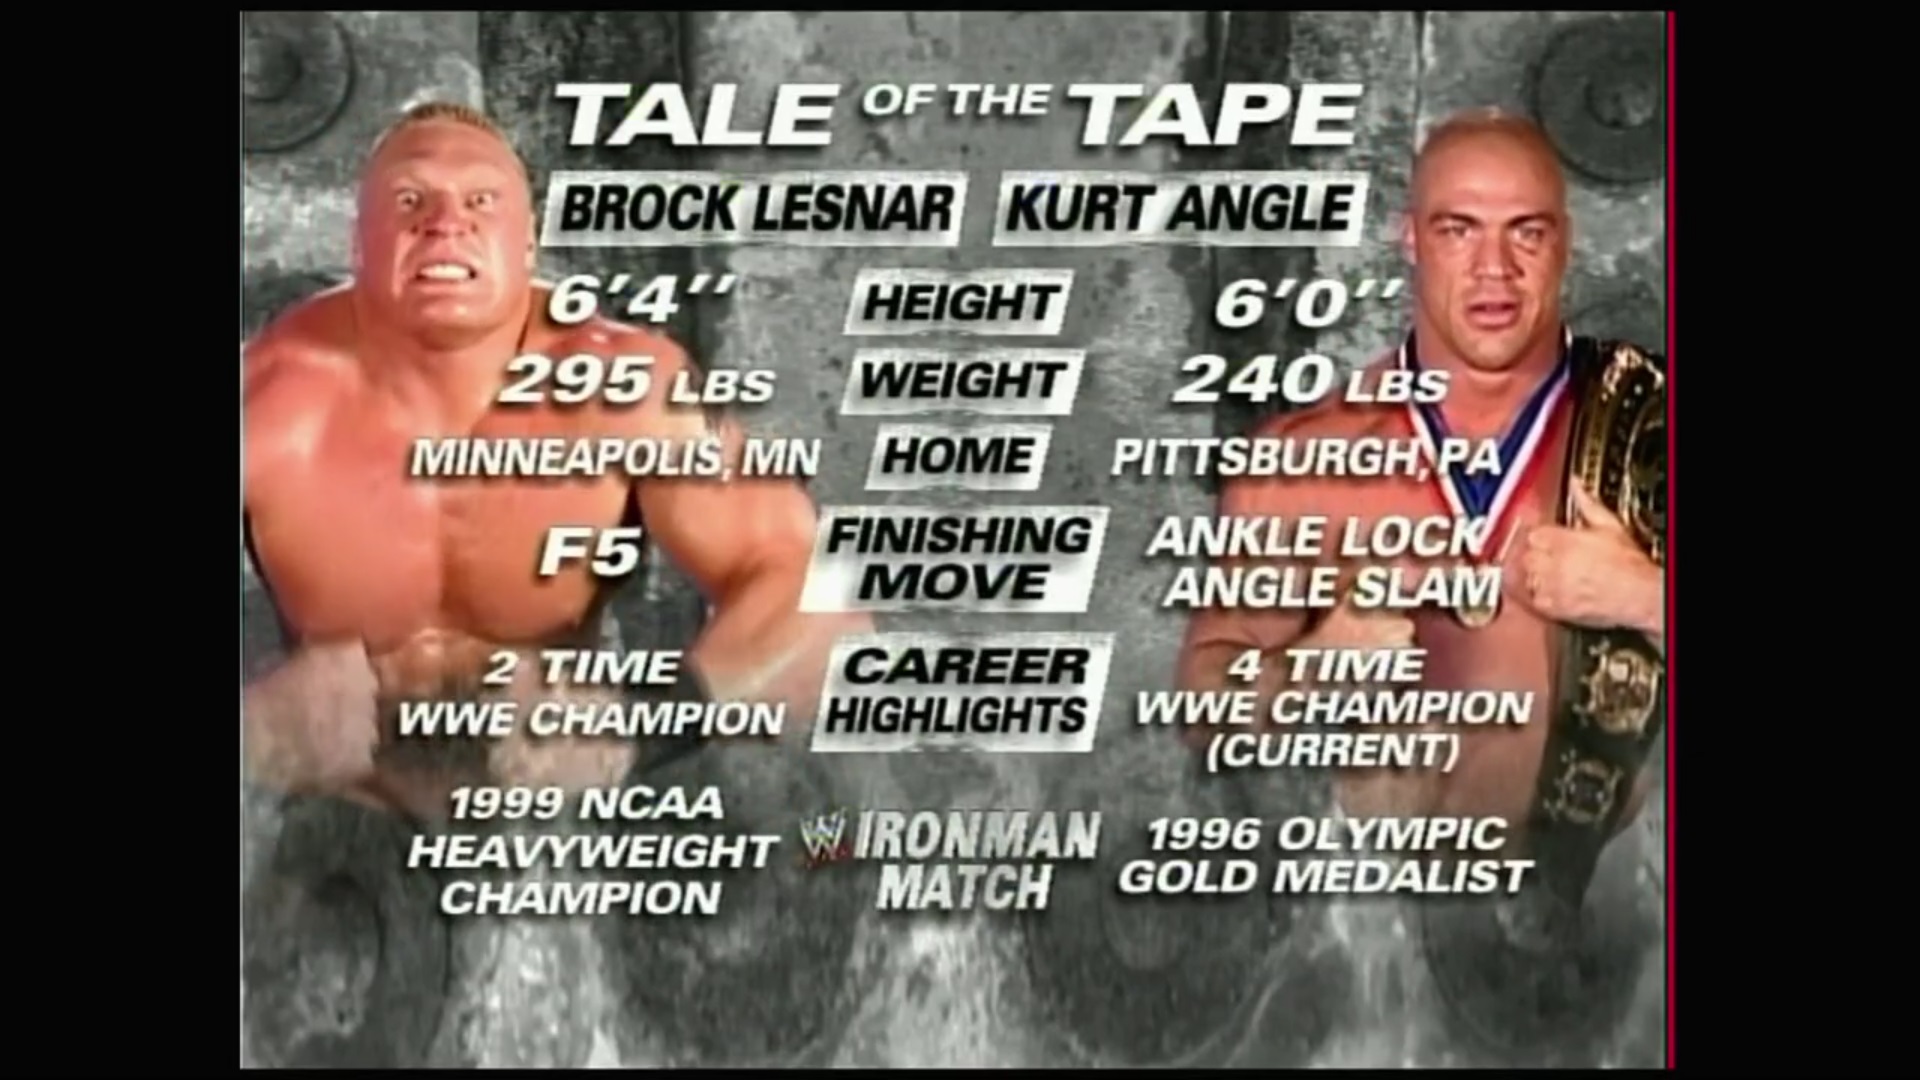 TALE OF THE TAPE
BROCK LESNAR KURT ANGLE
6'4'' HEIGHT 6'0''
295 LBS WEIGHT 240 LBS
MINNEAPOLIS, MN HOME PITTSBURGH, PA
F5 FINISHING MOVE ANKLE LOCK / ANGLE SLAM
2 TIME WWE CHAMPION CAREER HIGHLIGHTS 4 TIME WWE CHAMPION (CURRENT)
1999 NCAA HEAVYWEIGHT CHAMPION W IRONMAN MATCH 1996 OLYMPIC GOLD MEDALIST